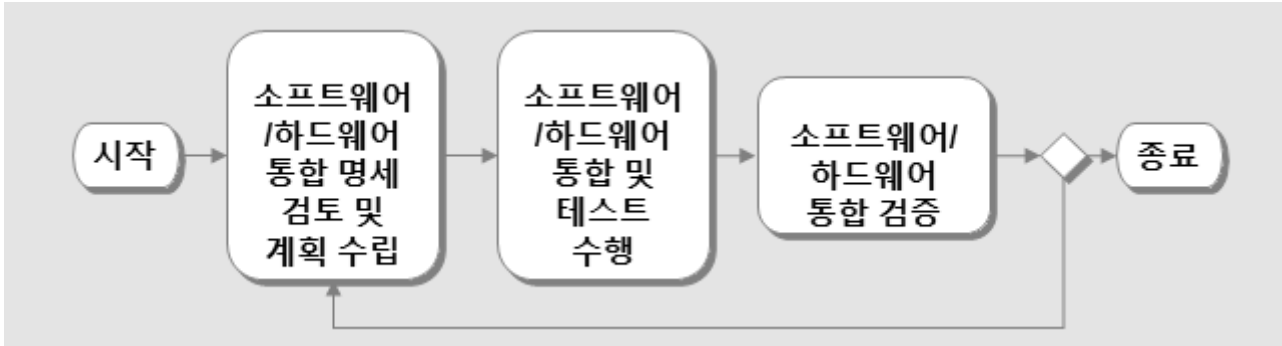 시작
소프트웨어
/하드웨어
통합 명세
검토 및
계획 수립
소프트웨어
/하드웨어
통합 및
테스트
수행
소프트웨어/
하드웨어
통합 검증
종료